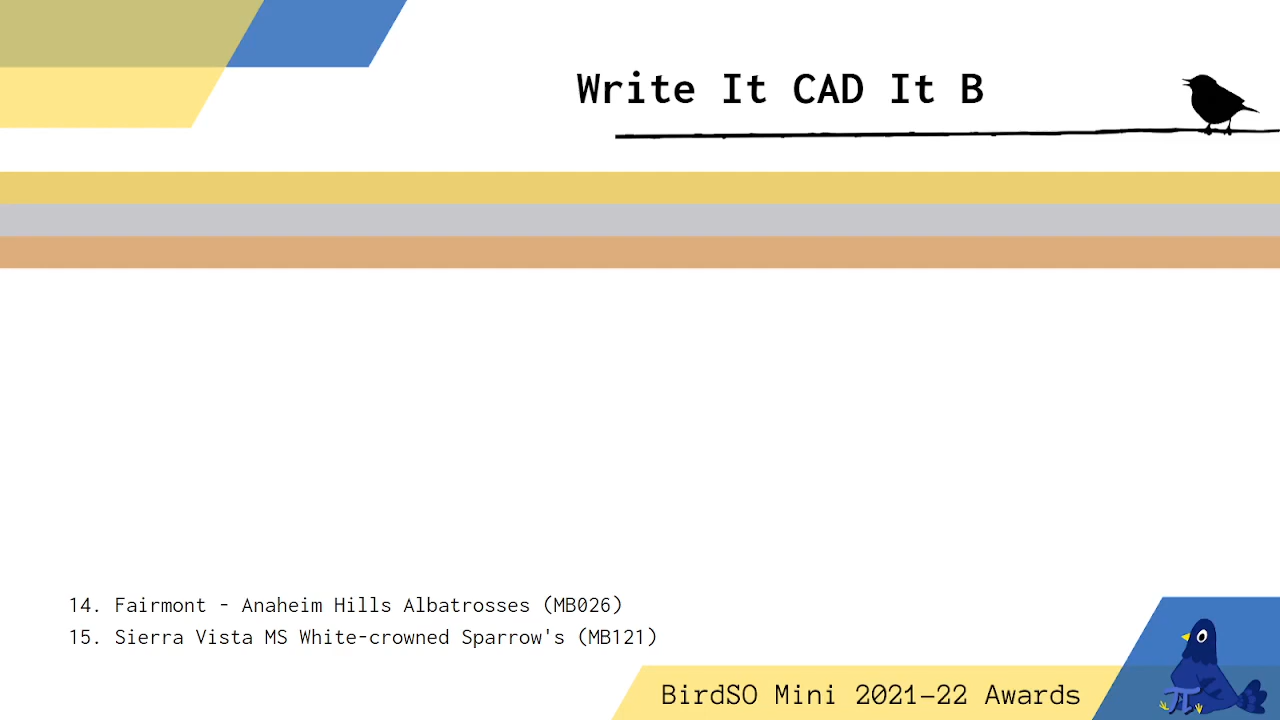 Write It CAD It B
14. Fairmont - Anaheim Hills Albatrosses (MB026)
15. Sierra Vista MS White-crowned Sparrow's (MB121)
BirdSO Mini 2021–22 Awards